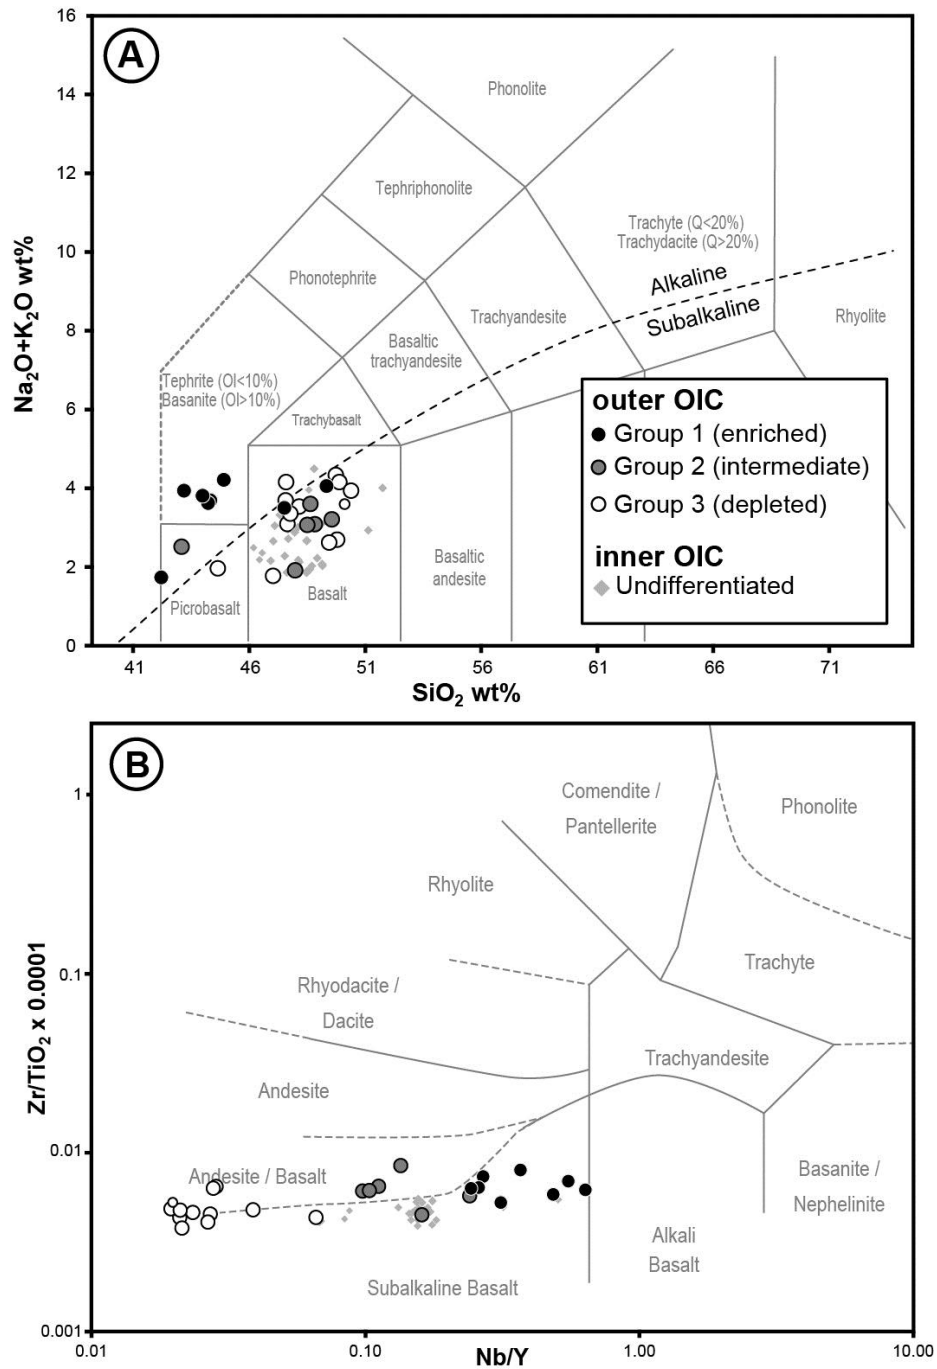 A
16
14
12
10
8
6
4
2
0
Na₂O+K₂O wt%
Phonolite
Tephriphonolite
Trachyte (Q<20%)
Trachydacite (Q>20%)
Phonotephrite
Alkaline
Subalkaline
Trachyandesite
Rhyolite
Basaltic
trachyandesite
Tephrite (Ol<10%)
Basanite (Ol>10%)
Trachybasalt
Basaltic
andesite
Basalt
Picrobasalt
outer OIC
Group 1 (enriched)
Group 2 (intermediate)
Group 3 (depleted)
inner OIC
Undifferentiated
41 46 51 56 61 66 71
SiO₂ wt%
B
1
0.1
0.01
0.001
Zr/TiO₂ x 0.0001
Comendite /
Pantellerite
Phonolite
Rhyolite
Trachyte
Rhyodacite /
Dacite
Trachyandesite
Andesite
Andesite / Basalt
Basanite /
Nephelinite
Alkali
Basalt
Subalkaline Basalt
0.01 0.10 1.00 10.00
Nb/Y